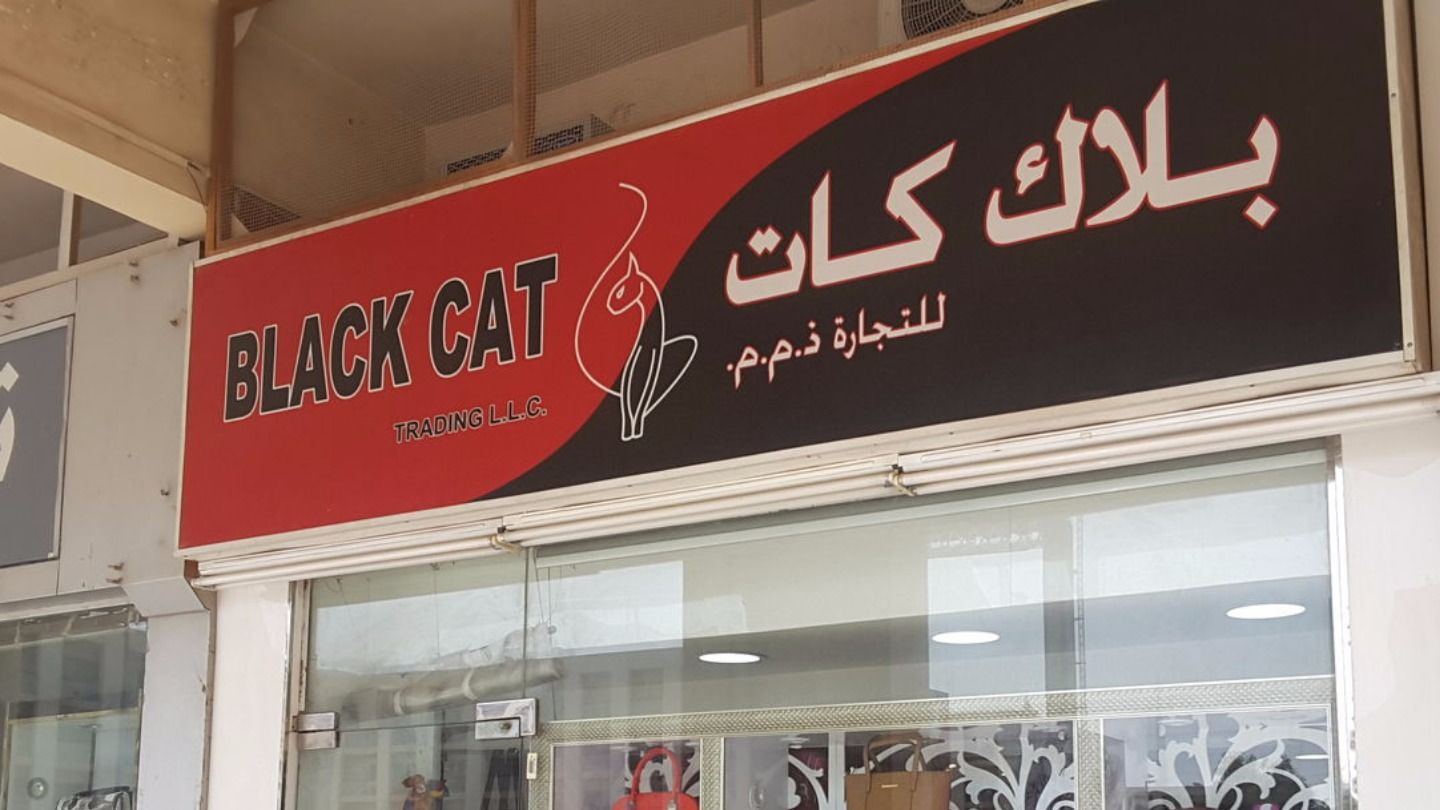 BLACK CAT
TRADING L.L.C.
بلاك كات
للتجارة ذ.م.م.